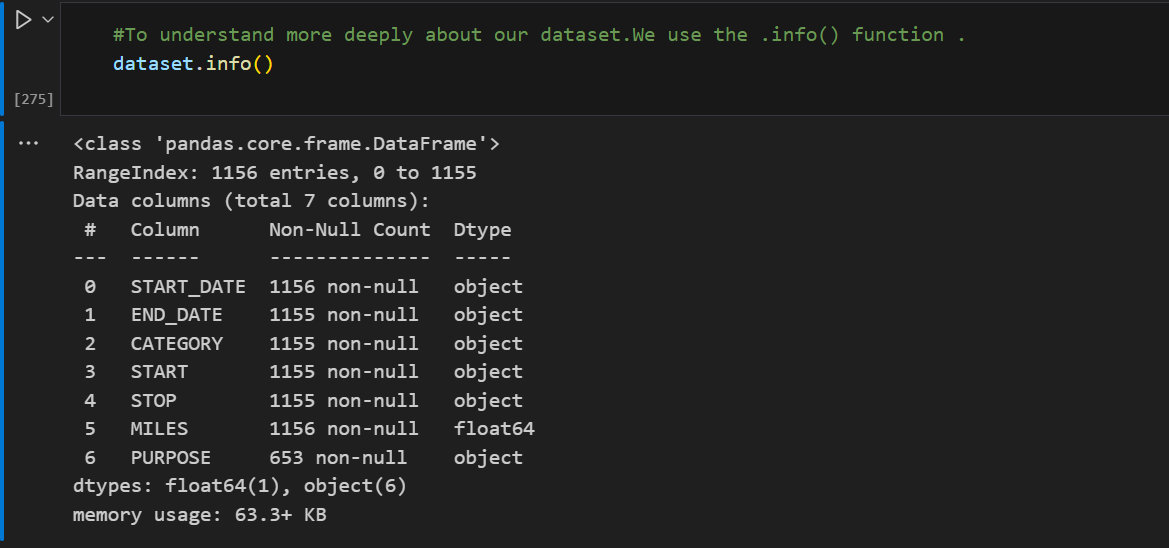 #To understand more deeply about our dataset.We use the .info() function .
dataset.info()
[275]
... <class 'pandas.core.frame.DataFrame'>
RangeIndex: 1156 entries, 0 to 1155
Data columns (total 7 columns):
 #   Column      Non-Null Count  Dtype
---  ------      --------------  -----
 0   START_DATE  1156 non-null   object
 1   END_DATE    1155 non-null   object
 2   CATEGORY    1155 non-null   object
 3   START       1155 non-null   object
 4   STOP        1155 non-null   object
 5   MILES       1156 non-null   float64
 6   PURPOSE     653 non-null    object
dtypes: float64(1), object(6)
memory usage: 63.3+ KB